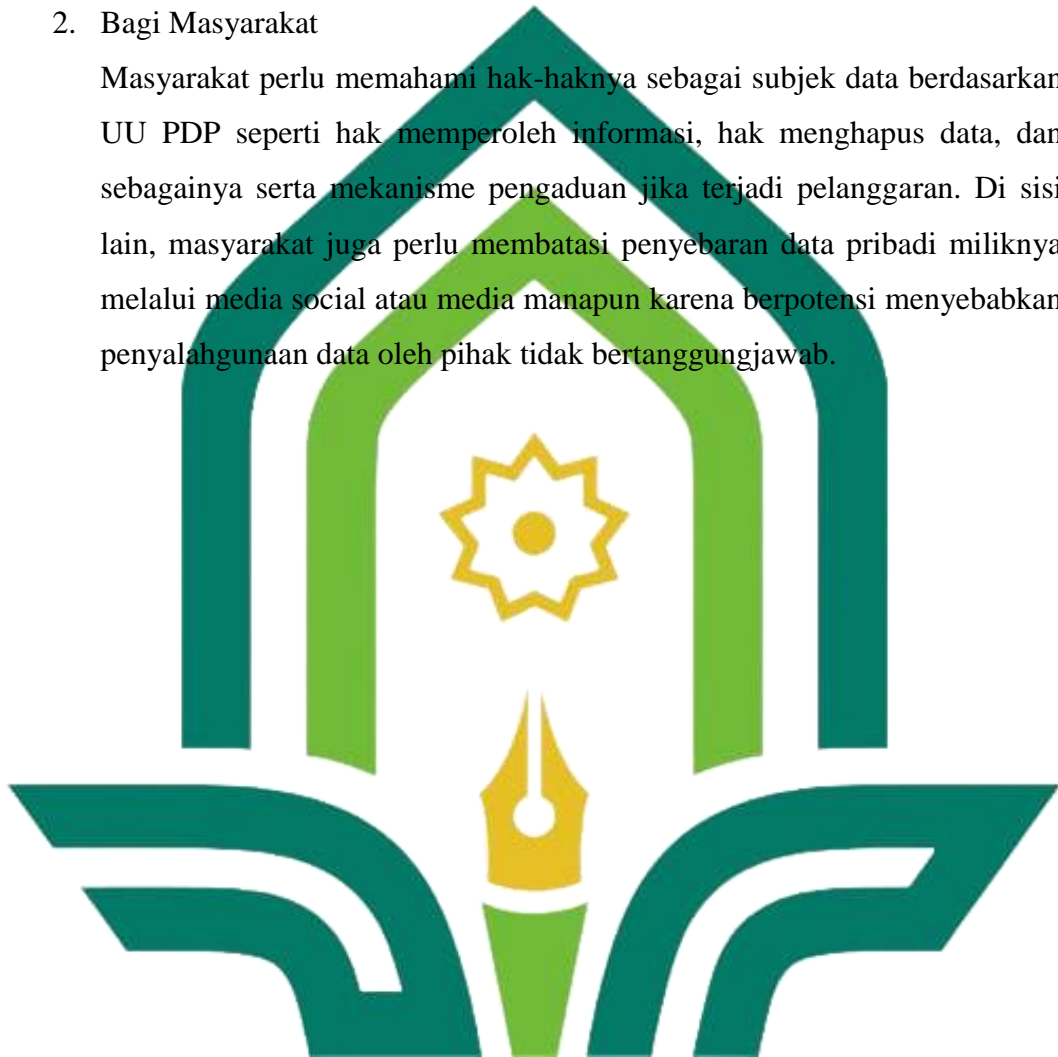 2. Bagi Masyarakat
Masyarakat perlu memahami hak-haknya sebagai subjek data berdasarkan
UU PDP seperti hak memperoleh informasi, hak menghapus data, dan
sebagainya serta mekanisme pengaduan jika terjadi pelanggaran. Di sisi
lain, masyarakat juga perlu membatasi penyebaran data pribadi miliknya
melalui media social atau media manapun karena berpotensi menyebabkan
penyalahgunaan data oleh pihak tidak bertanggungjawab.